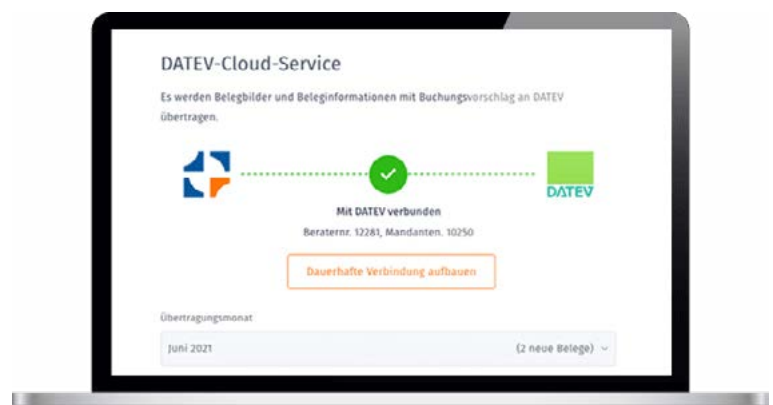 DATEV-Cloud-Service
Es werden Belegbilder und Beleginformationen mit Buchungsvorschlag an DATEV
übertragen.
DATEV
Mit DATEV verbunden
Beraternr. 12281, Mandanten. 10250
Dauerhafte Verbindung aufbauen
Übertragungsmonat
Juni 2021 (2 neue Belege)